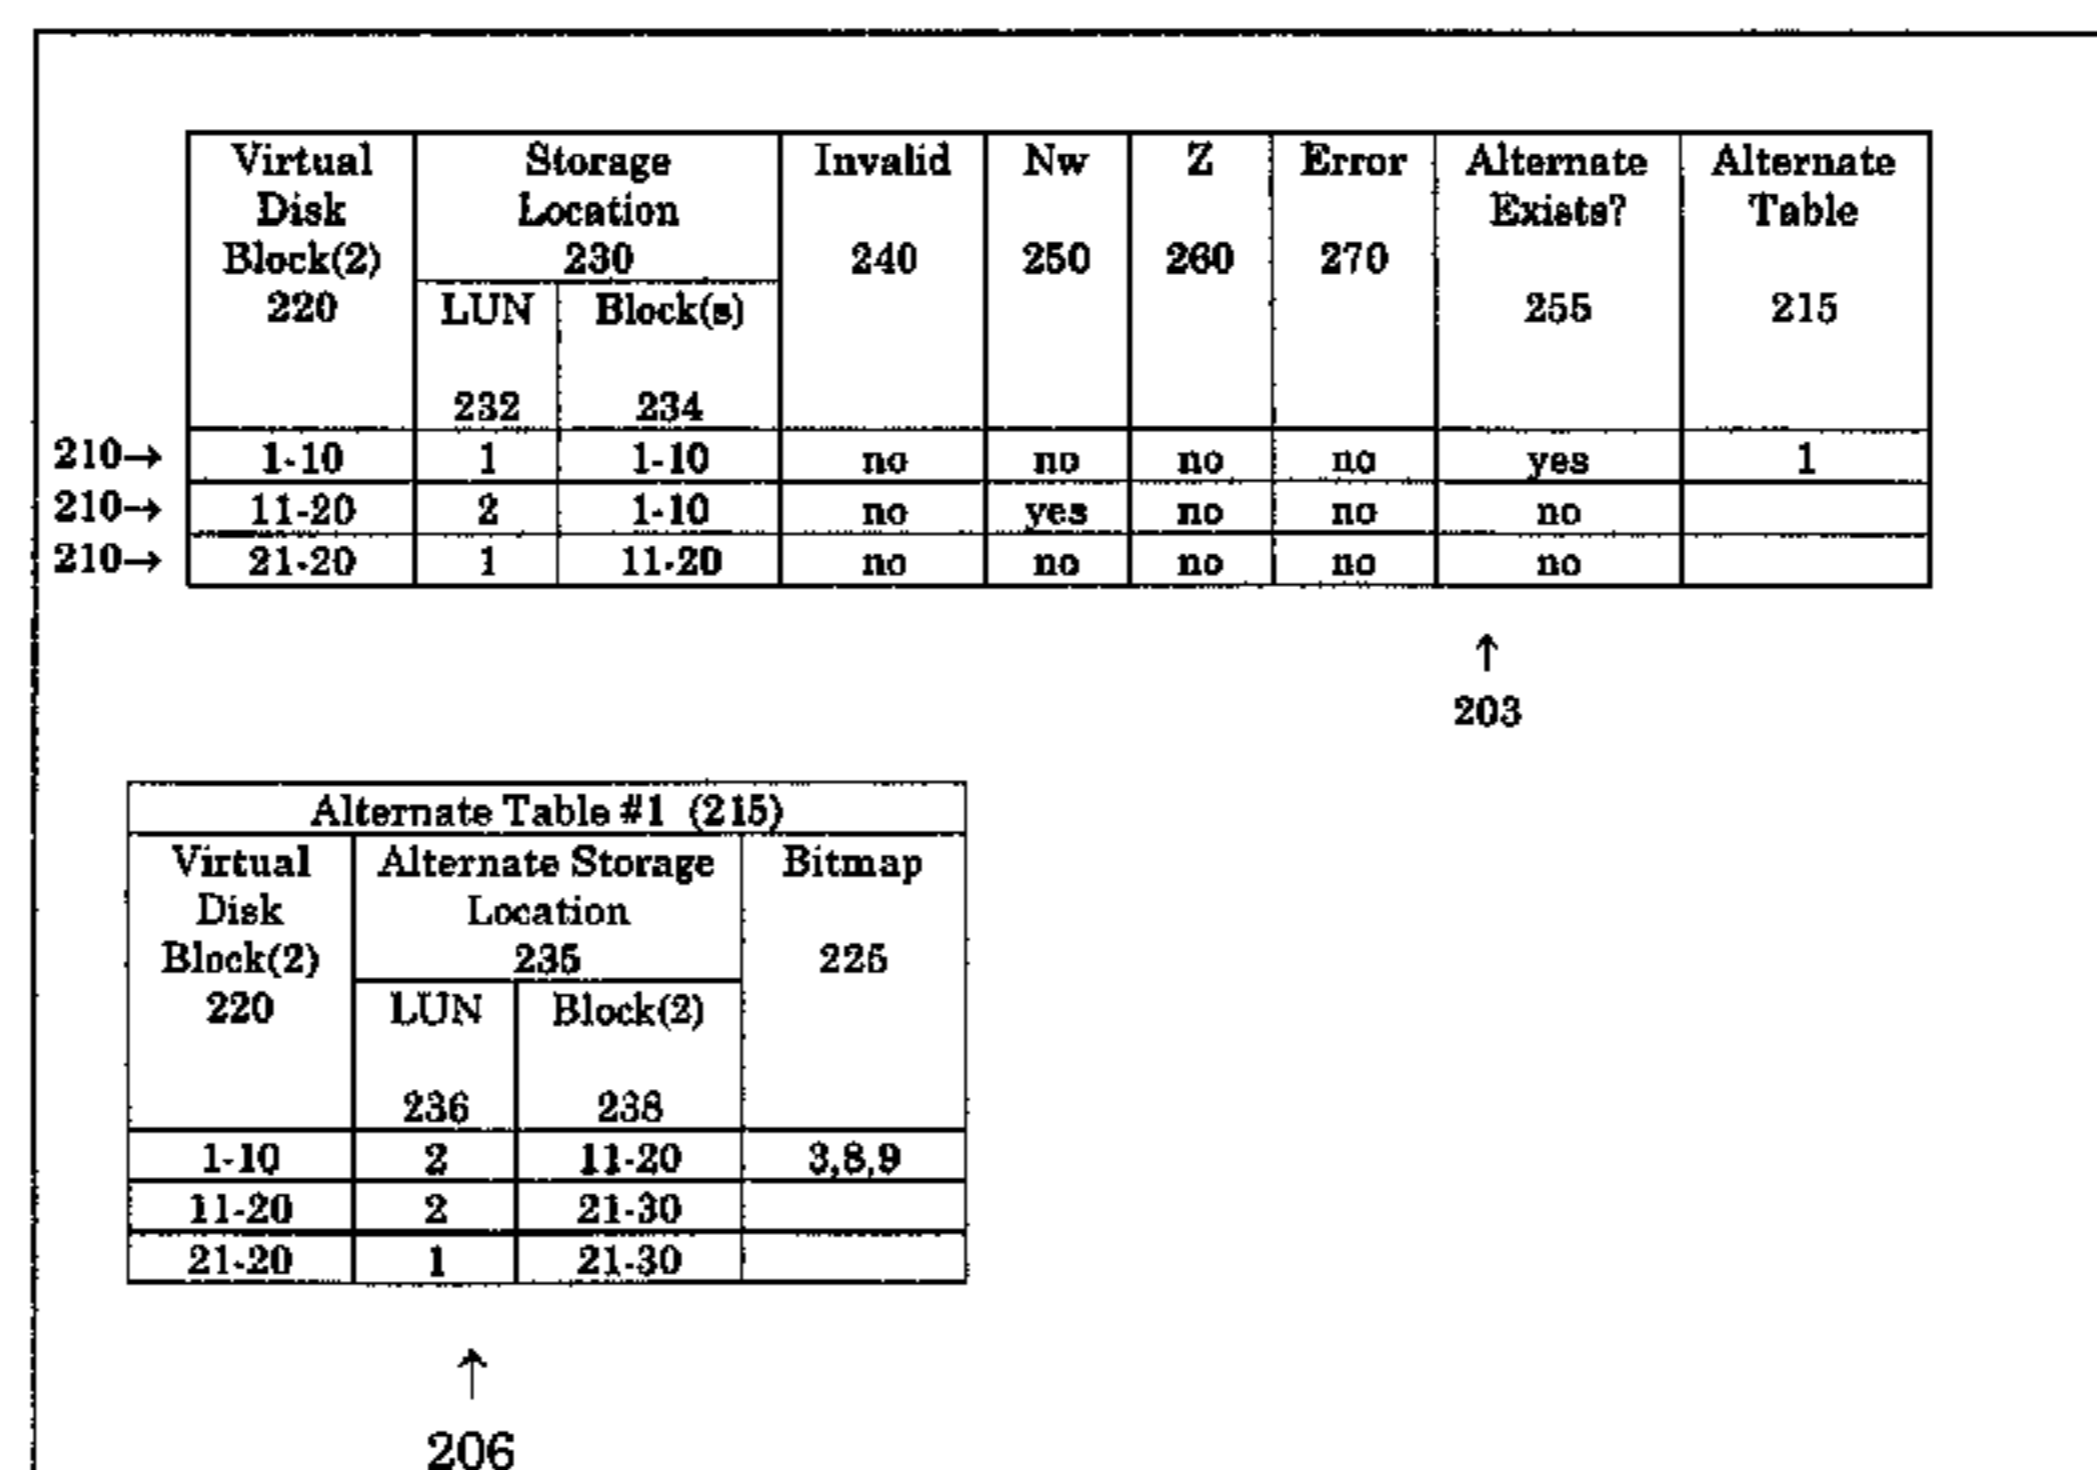 Virtual Storage Invalid Nw Z Error Alternate Alternate
Disk Location Exists? Table
Block(2) 230 240 250 260 270
220 LUN Block(s) 255 215
232 234
210→ 1-10 1 1-10 no no no no yes 1
210→ 11-20 2 1-10 no yes no no no
210→ 21-20 1 11-20 no no no no no
↑
203
Alternate Table #1 (215)
Virtual Alternate Storage Bitmap
Disk Location
Block(2) 235 225
220 LUN Block(2)
236 238
1-10 2 11-20 3,8,9
11-20 2 21-30
21-20 1 21-30
↑
206